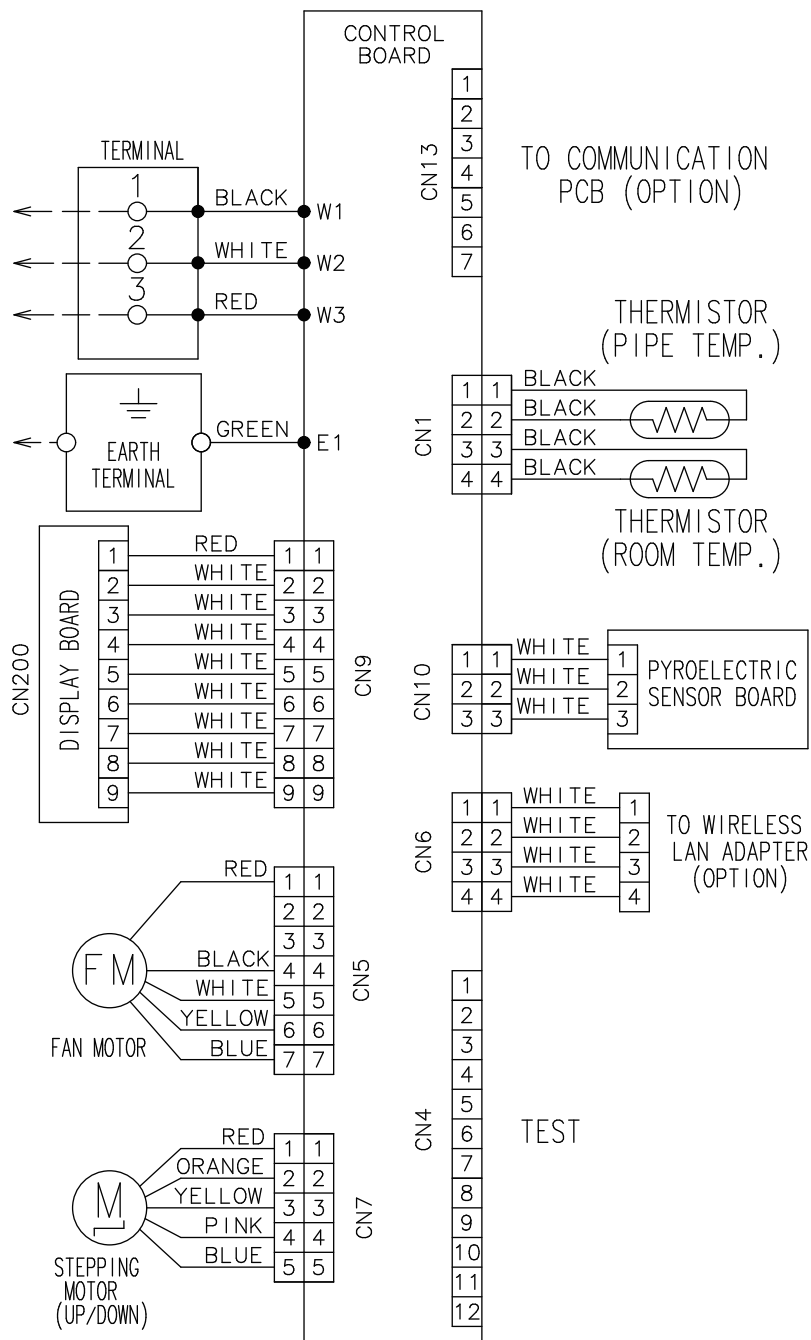 CONTROL
BOARD
CN13
1
2
3
4
5
6
7
TO COMMUNICATION
PCB (OPTION)
TERMINAL
1 BLACK W1
2 WHITE W2
3 RED W3
EARTH
TERMINAL
GREEN E1
THERMISTOR
(PIPE TEMP.)
CN1
1 1 BLACK
2 2 BLACK
3 3 BLACK
4 4 BLACK
THERMISTOR
(ROOM TEMP.)
CN200
DISPLAY BOARD
1 RED 1 1
2 WHITE 2 2
3 WHITE 3 3
4 WHITE 4 4
5 WHITE 5 5
6 WHITE 6 6
7 WHITE 7 7
8 WHITE 8 8
9 WHITE 9 9
CN9
CN10
1 1 WHITE 1
2 2 WHITE 2
3 3 WHITE 3
PYROELECTRIC
SENSOR BOARD
CN6
1 1 WHITE 1
2 2 WHITE 2
3 3 WHITE 3
4 4 WHITE 4
TO WIRELESS
LAN ADAPTER
(OPTION)
FM
FAN MOTOR
RED 1 1
2 2
3 3
BLACK 4 4
WHITE 5 5
YELLOW 6 6
BLUE 7 7
CN5
CN4
1
2
3
4
5
6
7
8
9
10
11
12
TEST
M
STEPPING
MOTOR
(UP/DOWN)
RED 1 1
ORANGE 2 2
YELLOW 3 3
PINK 4 4
BLUE 5 5
CN7